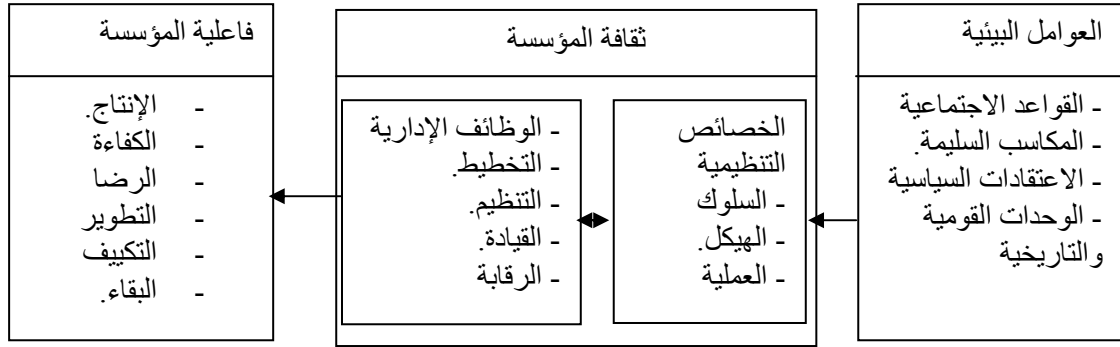 العوامل البيئية
- القواعد الاجتماعية
- المكاسب السليمة.
- الاعتقادات السياسية
- الوحدات القومية
والتاريخية
ثقافة المؤسسة
الخصائص
التنظيمية
- السلوك
- الهيكل.
- العملية
- الوظائف الإدارية
- التخطيط.
- التنظيم.
- القيادة.
- الرقابة
فاعلية المؤسسة
- الإنتاج.
- الكفاءة
- الرضا
- التطوير
- التكييف
- البقاء.